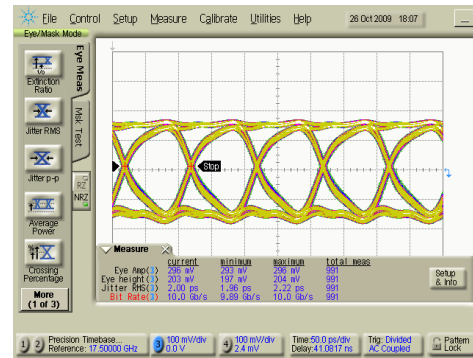 File Control Setup Measure Calibrate Utilities Help 26 Oct 2009 18:07
Eye/Mask Mode
Extinction Ratio
Jitter RMS
Jitter p-p
Average Power
Crossing Percentage
More
(1 of 3)
Eye Meas
Msk Test
RZ
NRZ
Stop
Measure
current minimum maximum total meas
Eye Amp(3) 296 mV 293 mV 296 mV 991
Eye height(3) 203 mV 197 mV 204 mV 991
Jitter RMS(3) 2.00 ps 1.96 ps 2.22 ps 991
Bit Rate(3) 10.0 Gb/s 9.89 Gb/s 10.0 Gb/s 991
Setup & Info
1 2 Precision Timebase...
Reference: 17.50000 GHz
3 100 mV/div
0.0 V
4 100 mV/div
2.4 mV
Time:50.0 ps/div
Delay:41.0817 ns
Trig: Divided
AC Coupled
Pattern Lock